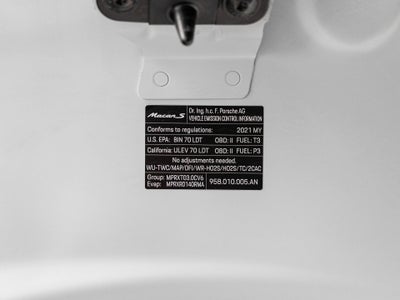 Macan S
Dr. Ing. h.c. F. Porsche AG
VEHICLE EMISSION CONTROL INFORMATION
Conforms to regulations: 2021 MY
U.S. EPA: BIN 70 LDT OBD: II FUEL: T3
California: ULEV 70 LDT OBD: II FUEL: P3
No adjustments needed.
WU-TWC/MAP/DFI/WR-HO2S/HO2S/TC/2CAC
Group: MPRXT03.0CV6
Evap: MPRXR0140RMA
958.010.005.AN